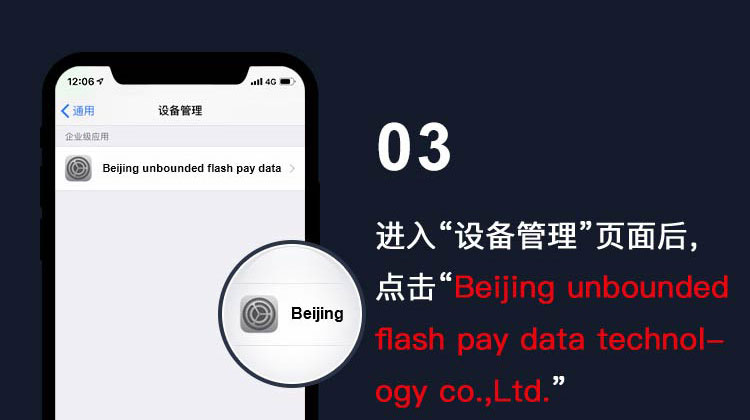 12:06
4G
通用
设备管理
企业级应用
Beijing unbounded flash pay data
Beijing
03
进入“设备管理”页面后,
点击“Beijing unbounded
flash pay data technol-
ogy co.,Ltd.”